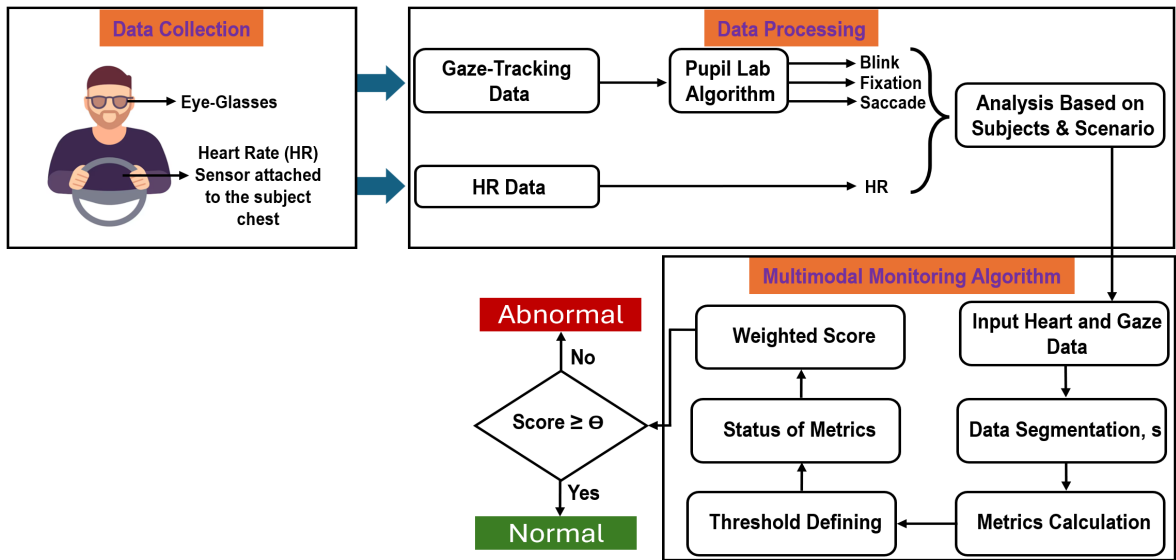 Data Collection
Eye-Glasses
Heart Rate (HR)
Sensor attached
to the subject
chest
Data Processing
Gaze-Tracking
Data
Pupil Lab
Algorithm
Blink
Fixation
Saccade
HR Data
HR
Analysis Based on
Subjects & Scenario
Multimodal Monitoring Algorithm
Input Heart and Gaze
Data
Data Segmentation, s
Metrics Calculation
Threshold Defining
Status of Metrics
Weighted Score
Score ≥ ϴ
No
Abnormal
Yes
Normal